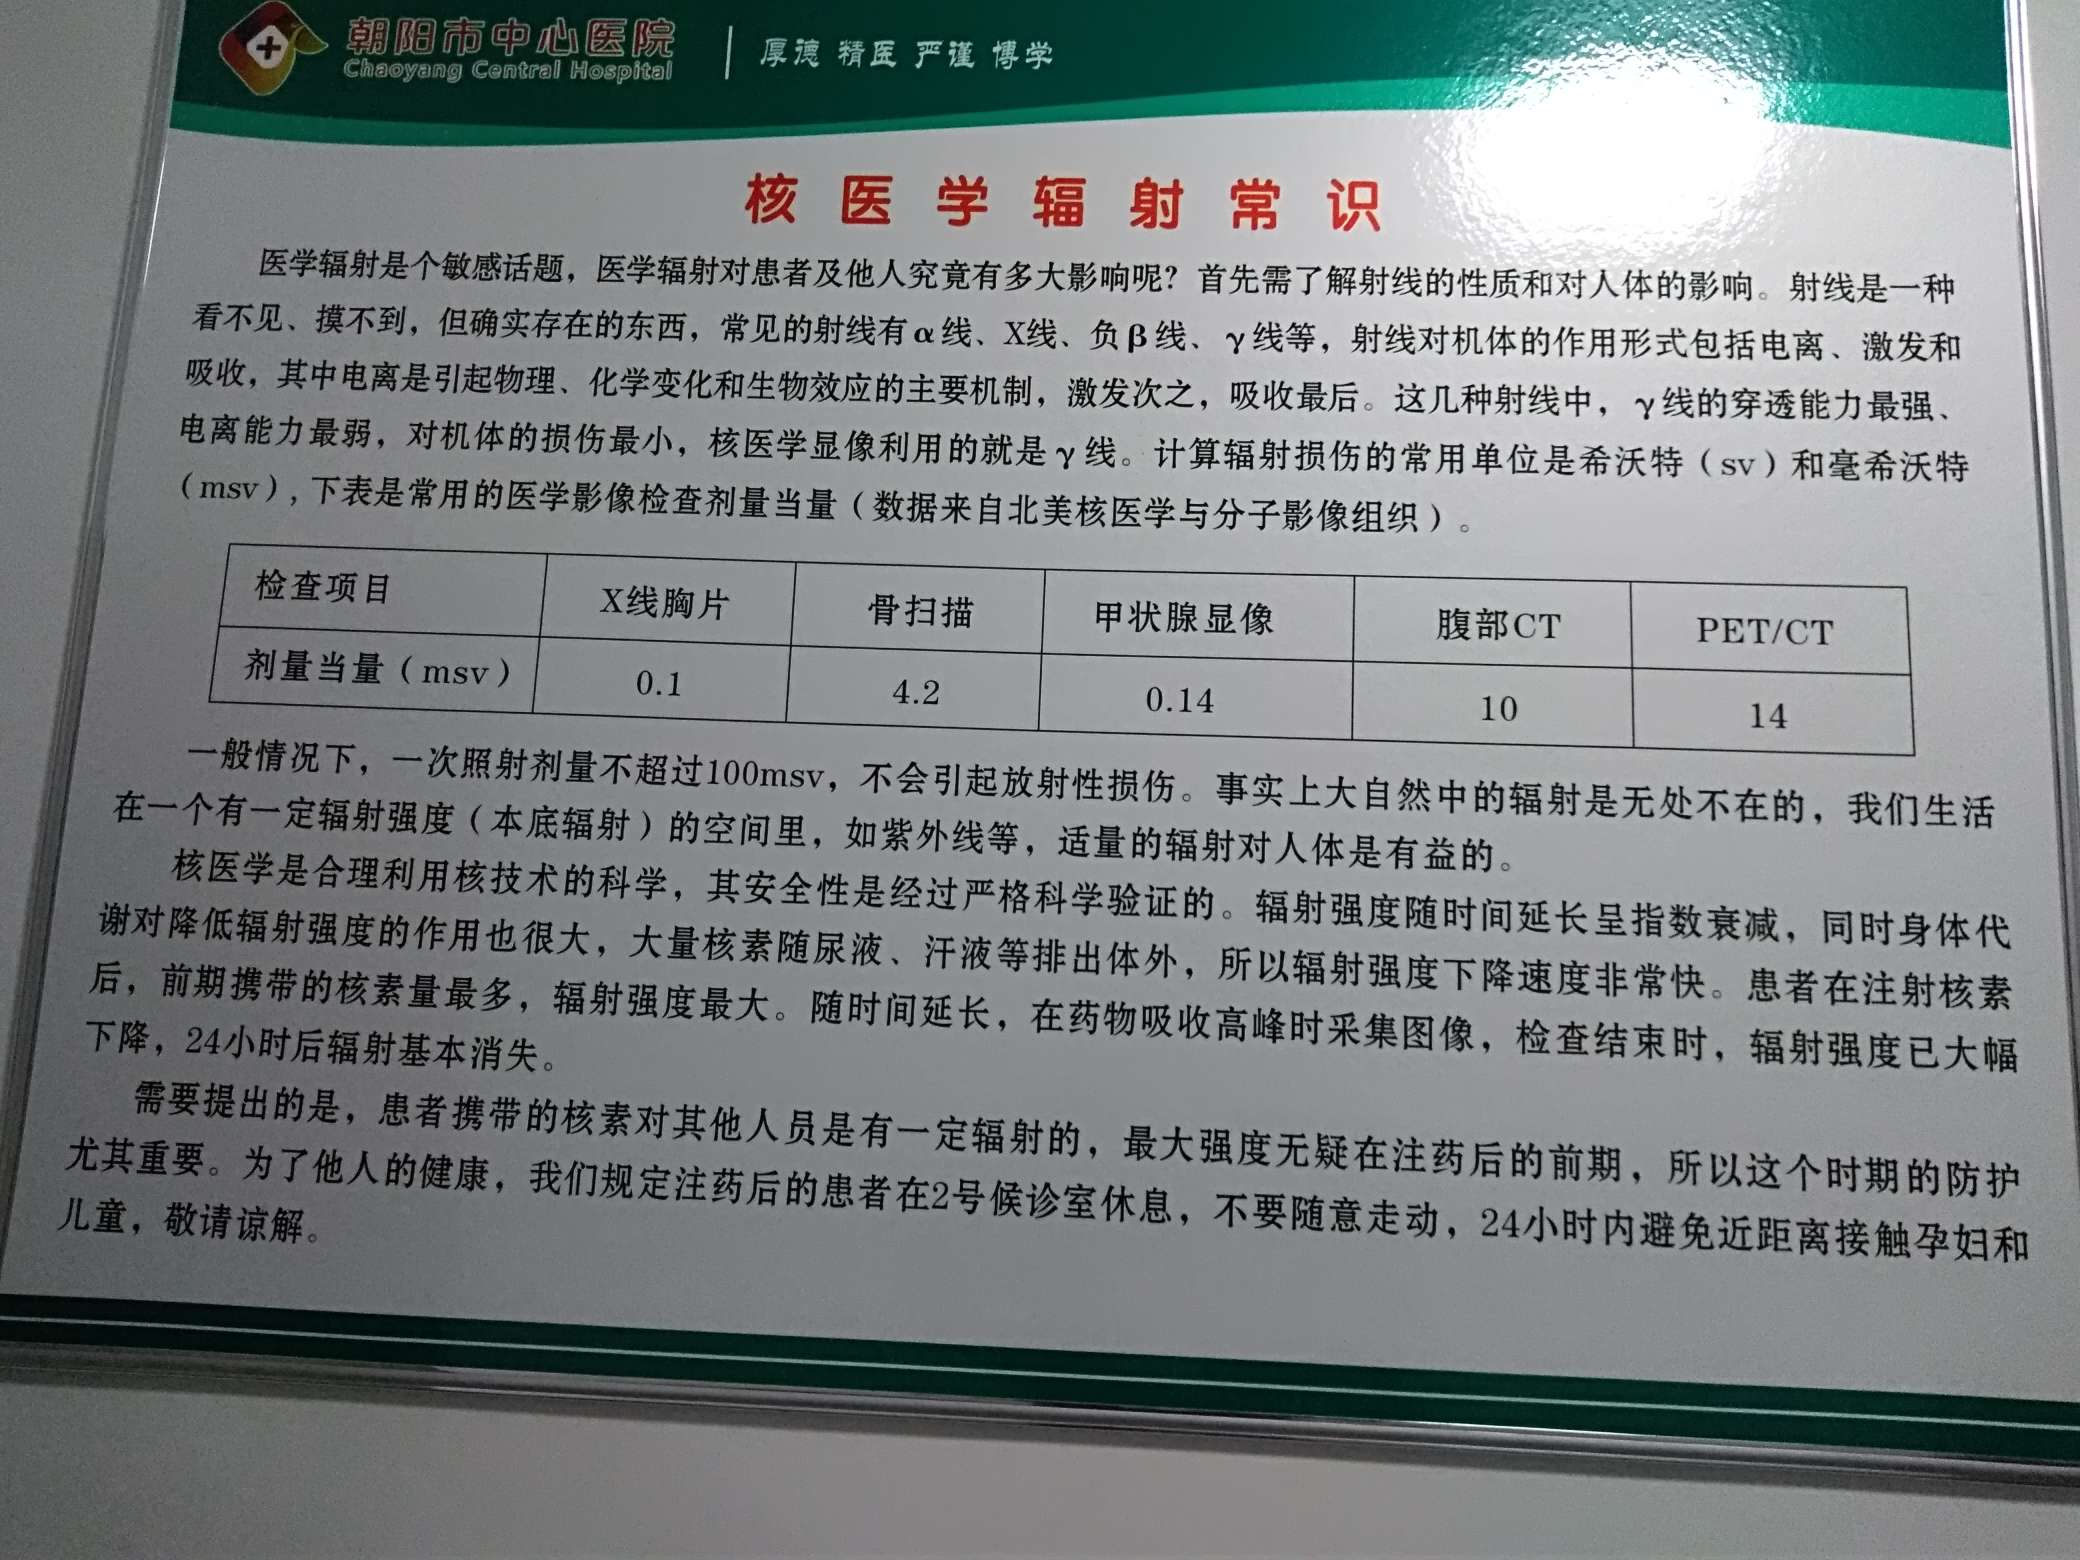 朝阳市中心医院
Chaoyang Central Hospital
厚德 精医 严谨 博学
核医学辐射常识
医学辐射是个敏感话题，医学辐射对患者及他人究竟有多大影响呢？首先需了解射线的性质和对人体的影响。射线是一种
看不见、摸不到，但确实存在的东西，常见的射线有α线、X线、负β线、γ线等，射线对机体的作用形式包括电离、激发和
吸收，其中电离是引起物理、化学变化和生物效应的主要机制，激发次之，吸收最后。这几种射线中，γ线的穿透能力最强、
电离能力最弱，对机体的损伤最小，核医学显像利用的就是γ线。计算辐射损伤的常用单位是希沃特（sv）和毫希沃特
（msv）,下表是常用的医学影像检查剂量当量（数据来自北美核医学与分子影像组织）。
检查项目 X线胸片 骨扫描 甲状腺显像 腹部CT PET/CT
剂量当量（msv） 0.1 4.2 0.14 10 14
一般情况下，一次照射剂量不超过100msv，不会引起放射性损伤。事实上大自然中的辐射是无处不在的，我们生活
在一个有一定辐射强度（本底辐射）的空间里，如紫外线等，适量的辐射对人体是有益的。
核医学是合理利用核技术的科学，其安全性是经过严格科学验证的。辐射强度随时间延长呈指数衰减，同时身体代
谢对降低辐射强度的作用也很大，大量核素随尿液、汗液等排出体外，所以辐射强度下降速度非常快。患者在注射核素
后，前期携带的核素量最多，辐射强度最大。随时间延长，在药物吸收高峰时采集图像，检查结束时，辐射强度已大幅
下降，24小时后辐射基本消失。
需要提出的是，患者携带的核素对其他人员是有一定辐射的，最大强度无疑在注药后的前期，所以这个时期的防护
尤其重要。为了他人的健康，我们规定注药后的患者在2号候诊室休息，不要随意走动，24小时内避免近距离接触孕妇和
儿童，敬请谅解。